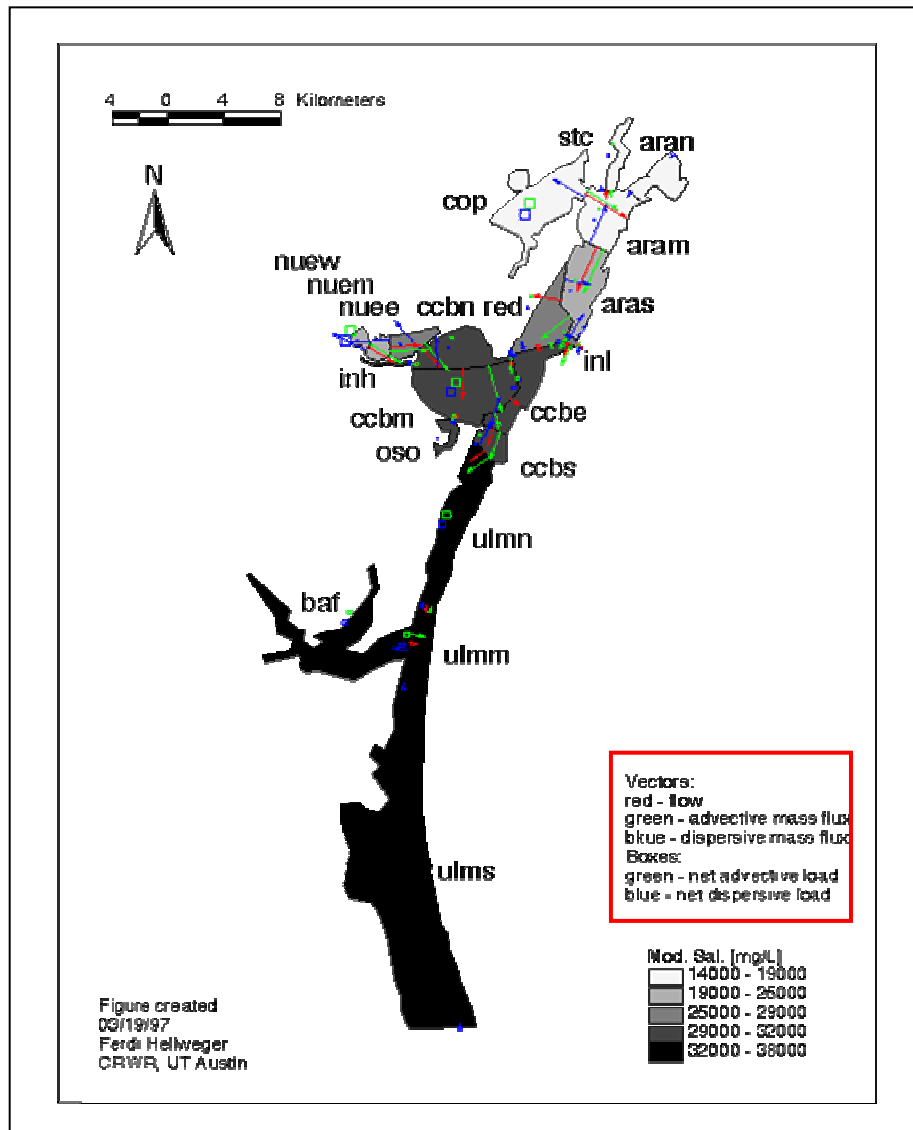 4 0 4 8 Kilometers
N
stc
aran
cop
aram
nuew
nuem
nuee
ccbn red
aras
inh
inl
ccbm
ccbe
oso
ccbs
ulmn
baf
ulmm
ulms
Vectors:
red - flow
green - advective mass flux
bkue - dispersive mass flux
Boxes:
green - net advective load
blue - net dispersive load
Mod. Sal. [mg/L]
14000 - 19000
19000 - 25000
25000 - 29000
29000 - 32000
32000 - 38000
Figure created
03/19/97
Ferdi Hellweger
CRWR, UT Austin